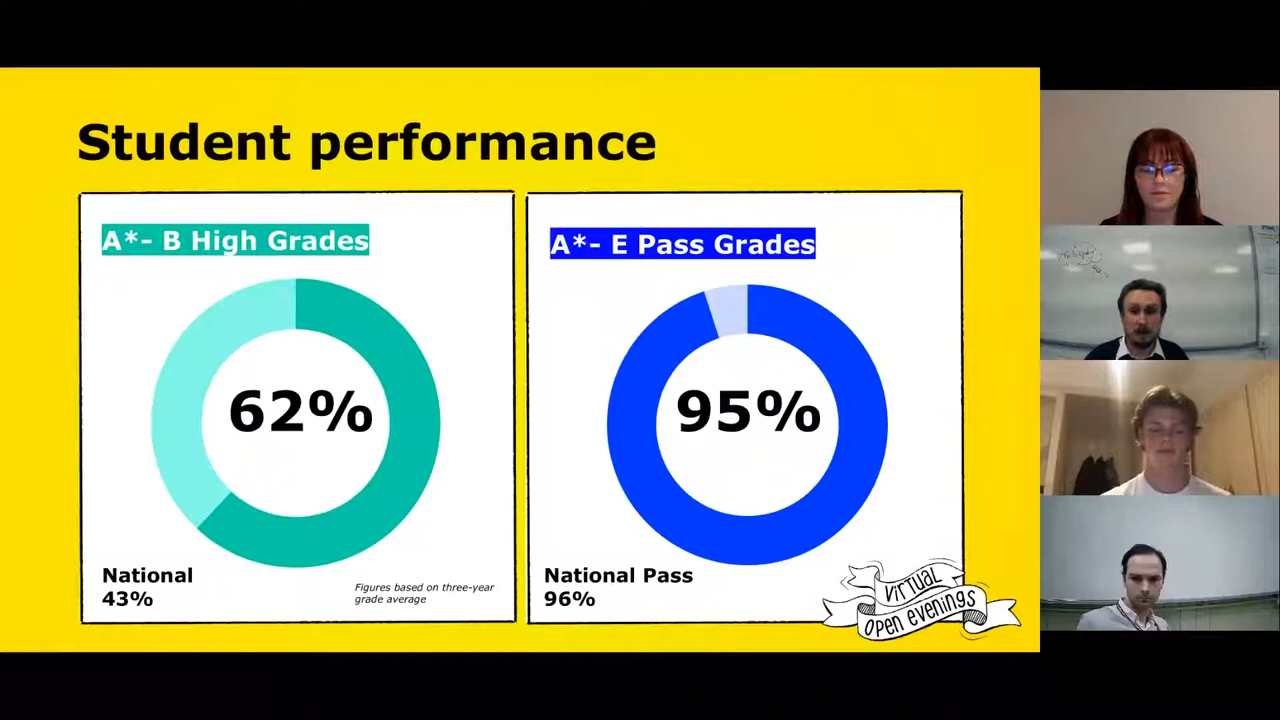 Student performance
A*- B High Grades
62%
National
43%
Figures based on three-year
grade average
A*- E Pass Grades
95%
National Pass
96%
VIRTUAL
OPEN evenings